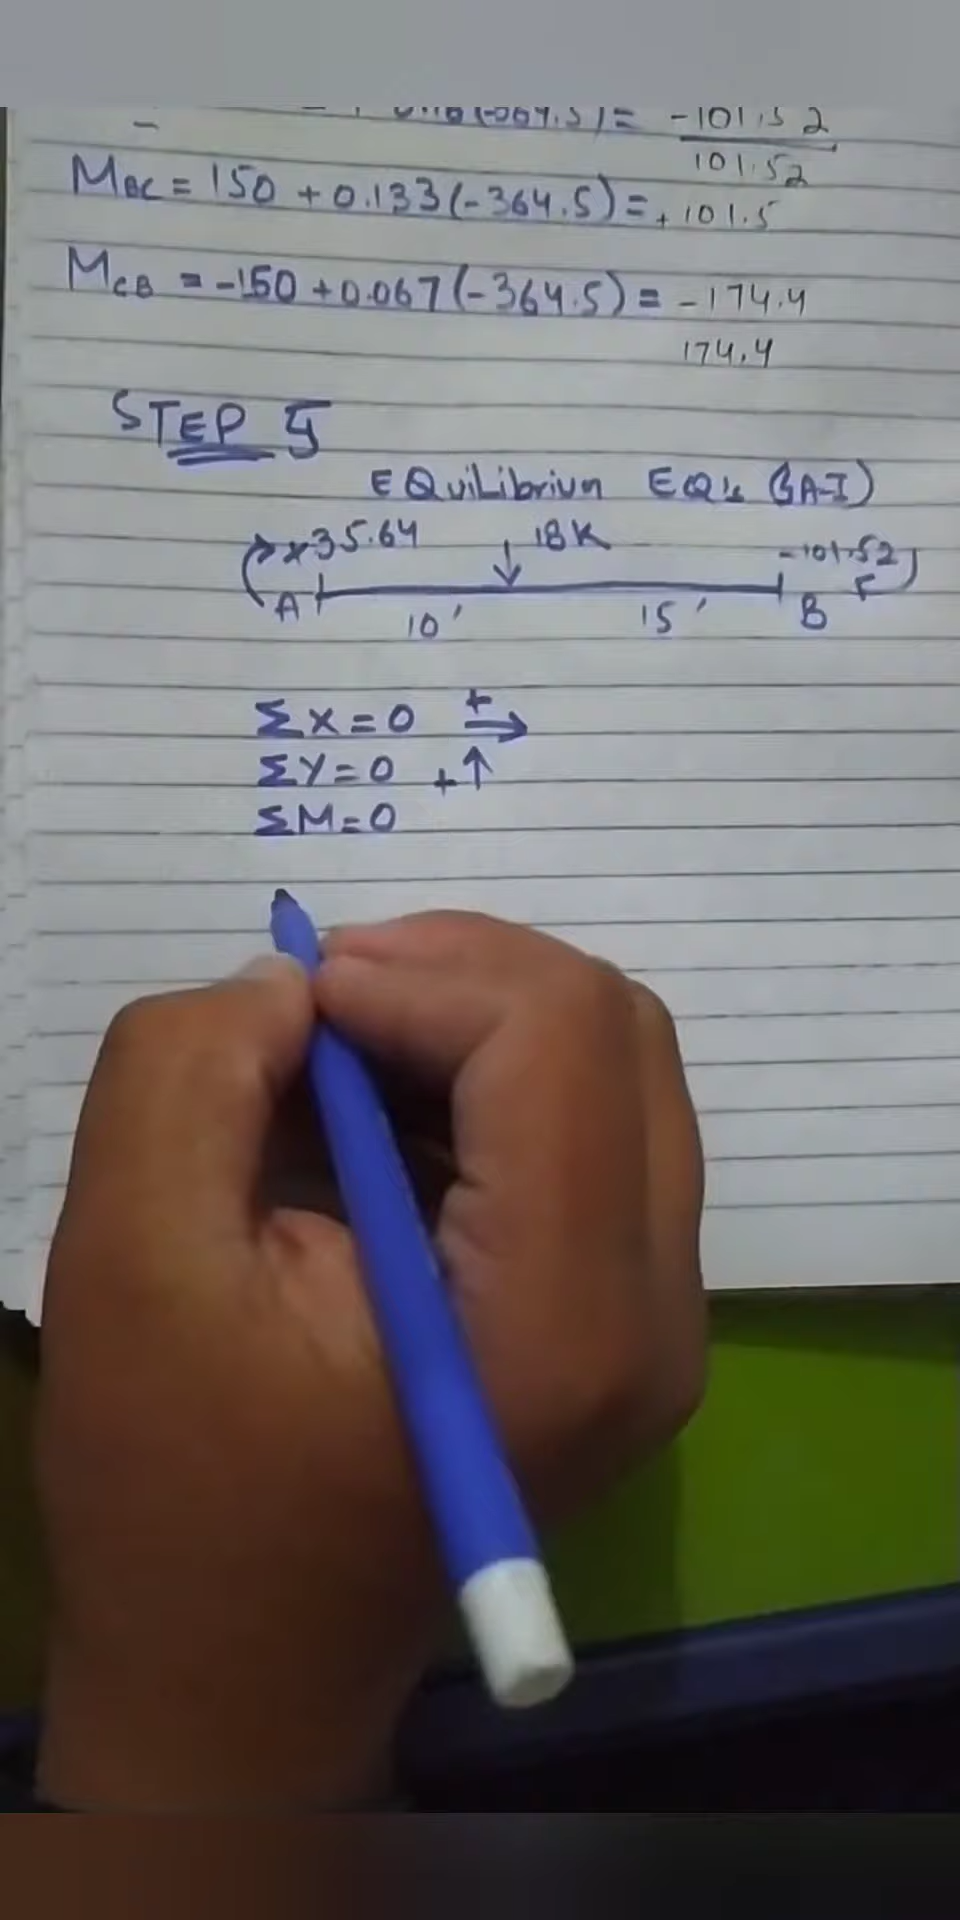 -101.52
101.52
MBC = 150 + 0.133(-364.5) = +101.5
MCB = -150 + 0.067(-364.5) = -174.4
174.4
STEP 5
EQuiLibrium EQ's
+35.64 18K -101.52
A 10' 15' B
ΣX=0 +→
ΣY=0 +↑
ΣM=0